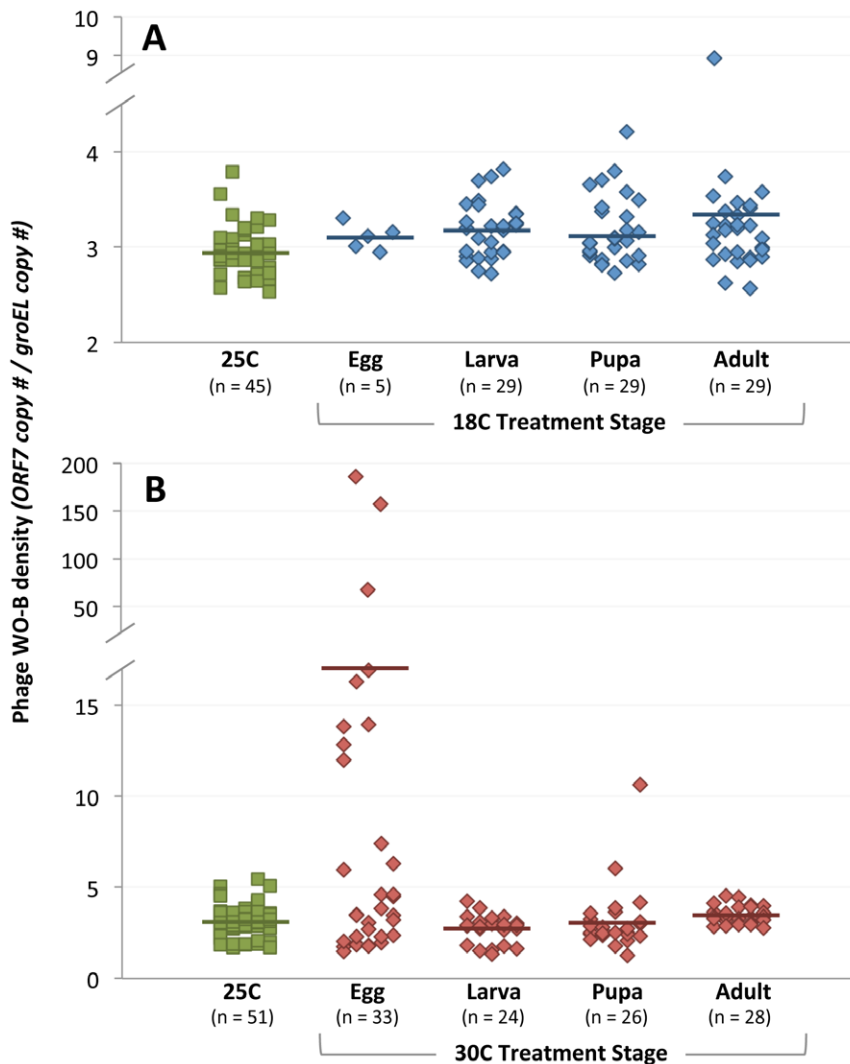 Phage WO-B density (ORF7 copy # / groEL copy #)
A
10
9
4
3
2
25C Egg Larva Pupa Adult
(n = 45) (n = 5) (n = 29) (n = 29) (n = 29)
18C Treatment Stage
B
200
150
100
50
15
10
5
0
25C Egg Larva Pupa Adult
(n = 51) (n = 33) (n = 24) (n = 26) (n = 28)
30C Treatment Stage